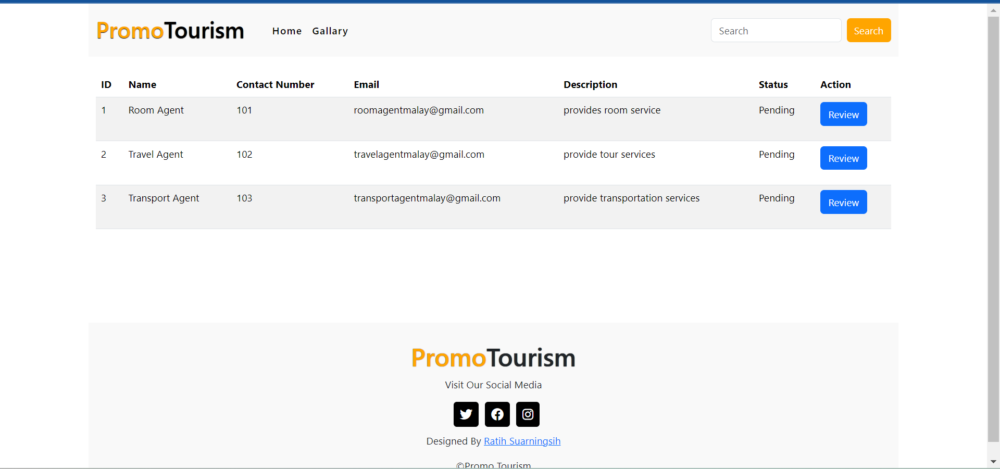 PromoTourism Home Gallary Search Search
ID Name Contact Number Email Description Status Action
1 Room Agent 101 roomagentmalay@gmail.com provides room service Pending Review
2 Travel Agent 102 travelagentmalay@gmail.com provide tour services Pending Review
3 Transport Agent 103 transportagentmalay@gmail.com provide transportation services Pending Review
PromoTourism
Visit Our Social Media
Designed By Ratih Suarningsih
©Promo Tourism